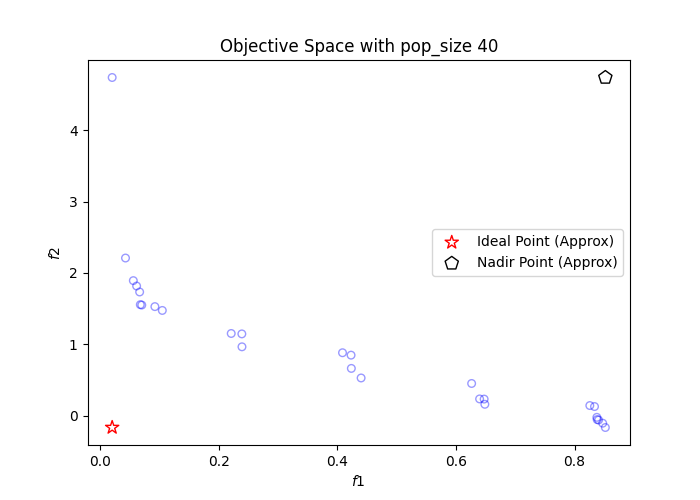 Objective Space with pop_size 40
f2
4
3
2
1
0
Ideal Point (Approx)
Nadir Point (Approx)
0.0 0.2 0.4 0.6 0.8
f1